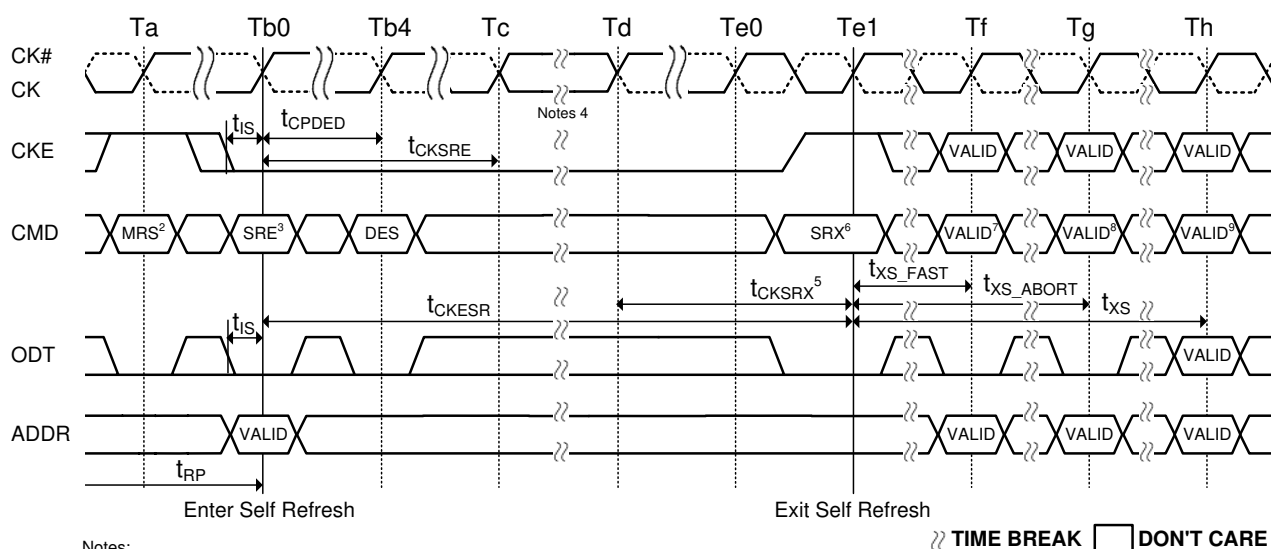 Ta Tb0 Tb4 Tc Td Te0 Te1 Tf Tg Th
CK#
CK
Notes 4
tIS tCPDED
CKE VALID VALID VALID
tCKSRE
CMD MRS2 SRE3 DES SRX6 VALID7 VALID8 VALID9
tXS_FAST
tCKSRX5 tXS_ABORT
tCKESR tXS
tIS
ODT VALID
ADDR VALID VALID VALID VALID
tRP
Enter Self Refresh Exit Self Refresh
Notes:
TIME BREAK DON'T CARE